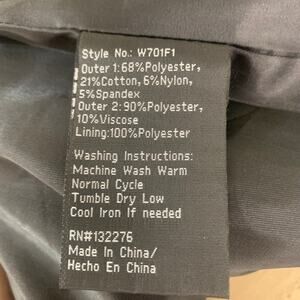 Style No.: W701F1
Outer 1:68%Polyester,
21%Cotton,6%Nylon,
5%Spandex
Outer 2:90%Polyester,
10%Viscose
Lining:100%Polyester
Washing Instructions:
Machine Wash Warm
Normal Cycle
Tumble Dry Low
Cool Iron If needed
RN#132276
Made In China/
Hecho En China